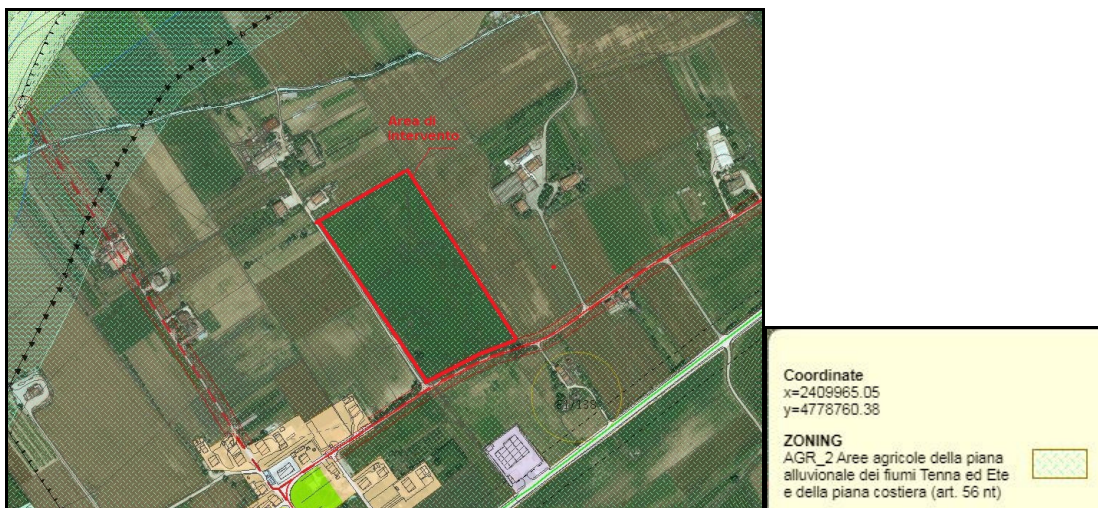 Area di
intervento
Coordinate
x=2409965.05
y=4778760.38
ZONING
AGR_2 Aree agricole della piana
alluvionale dei fiumi Tenna ed Ete
e della piana costiera (art. 56 nt)